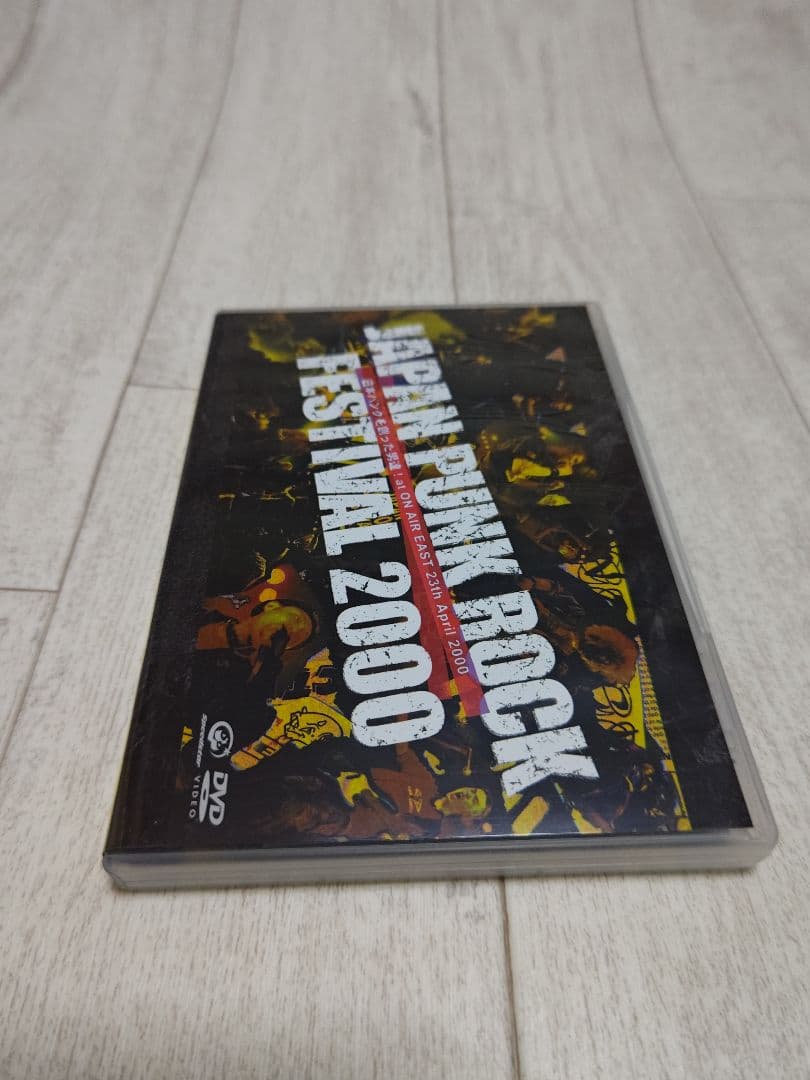 JAPAN PUNK ROCK
日本パンクを創った男達！at ON AIR EAST 23th April 2000
FESTIVAL 2000
Speedstar
DVD
VIDEO